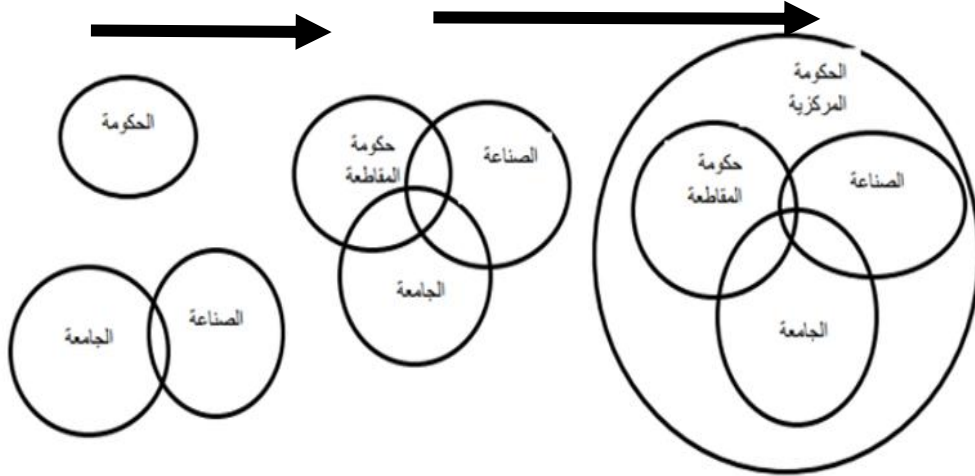 الحكومة
الجامعة
الصناعة
حكومة
المقاطعة
الصناعة
الجامعة
الحكومة
المركزية
حكومة
المقاطعة
الصناعة
الجامعة